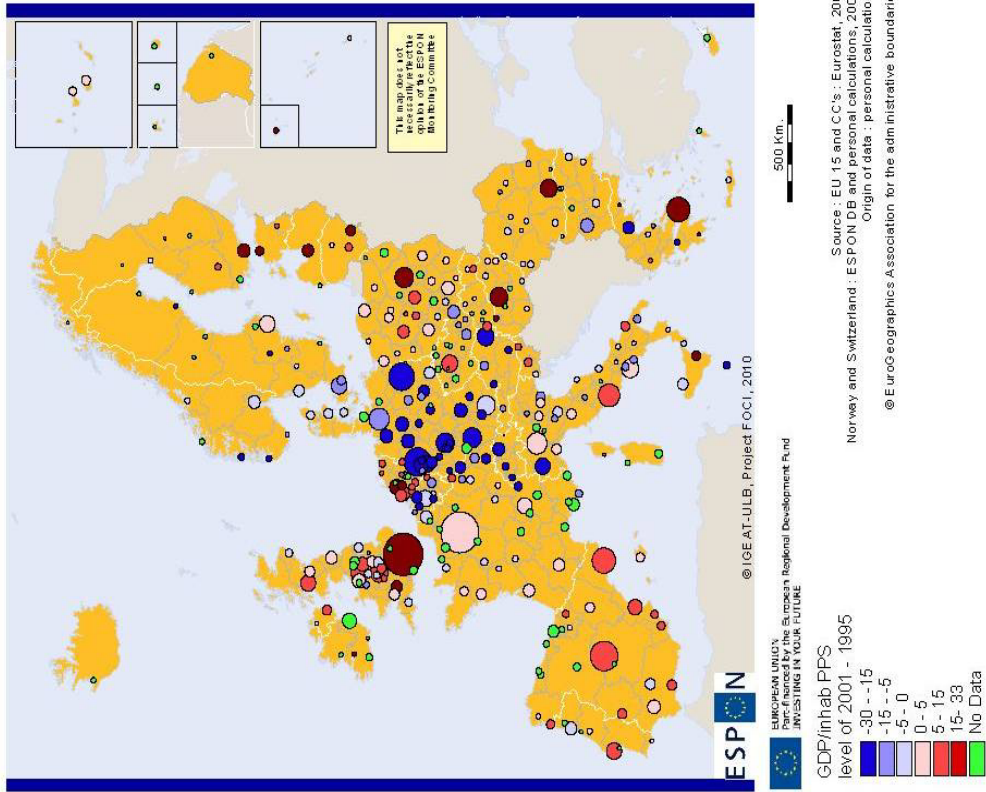 This map does not
necessarily reflect the
opinion of the ESPON
Monitoring Committee
© IGEAT-ULB, Project FOCI, 2010
ESPON
EUROPEAN UNION
Part-financed by the European Regional Development Fund
INVESTING IN YOUR FUTURE
500 Km.
GDP/inhab PPS
level of 2001 - 1995
-30 - -15
-15 - -5
-5 - 0
0 - 5
5 - 15
15- 33
No Data
Source : EU 15 and CC's : Eurostat, 200
Norway and Switzerland : ESPON DB and personal calculations, 200
Origin of data : personal calculatio
© EuroGeographics Association for the administrative boundarie